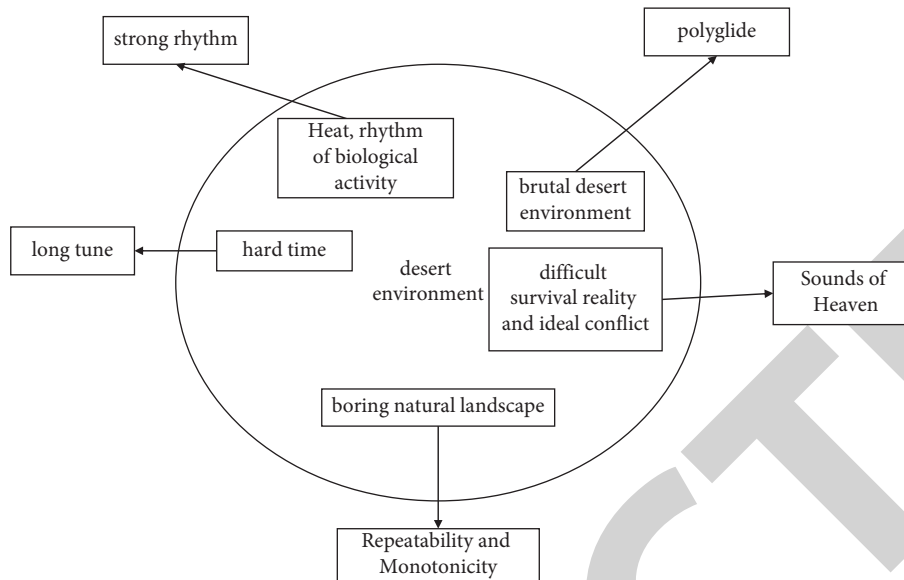 strong rhythm
polyglide
Heat, rhythm
of biological
activity
brutal desert
environment
long tune
hard time
desert
environment
difficult
survival reality
and ideal conflict
Sounds of
Heaven
boring natural landscape
Repeatability and
Monotonicity